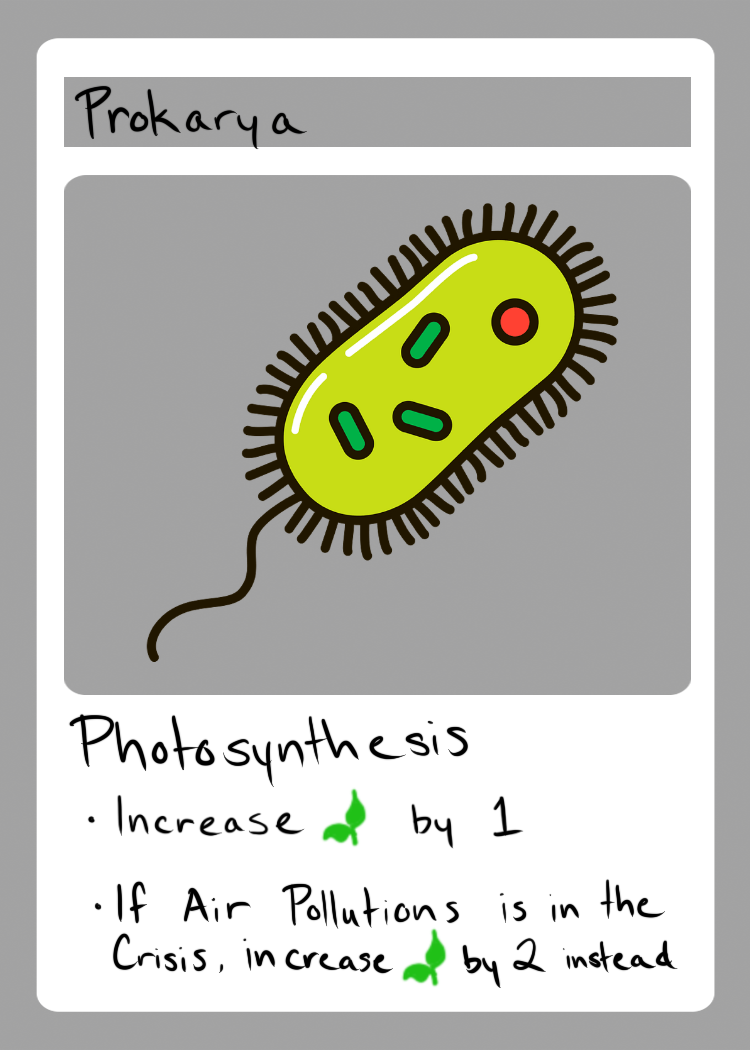 Prokarya
Photosynthesis
• Increase by 1
• If Air Pollutions is in the
Crisis, increase by 2 instead